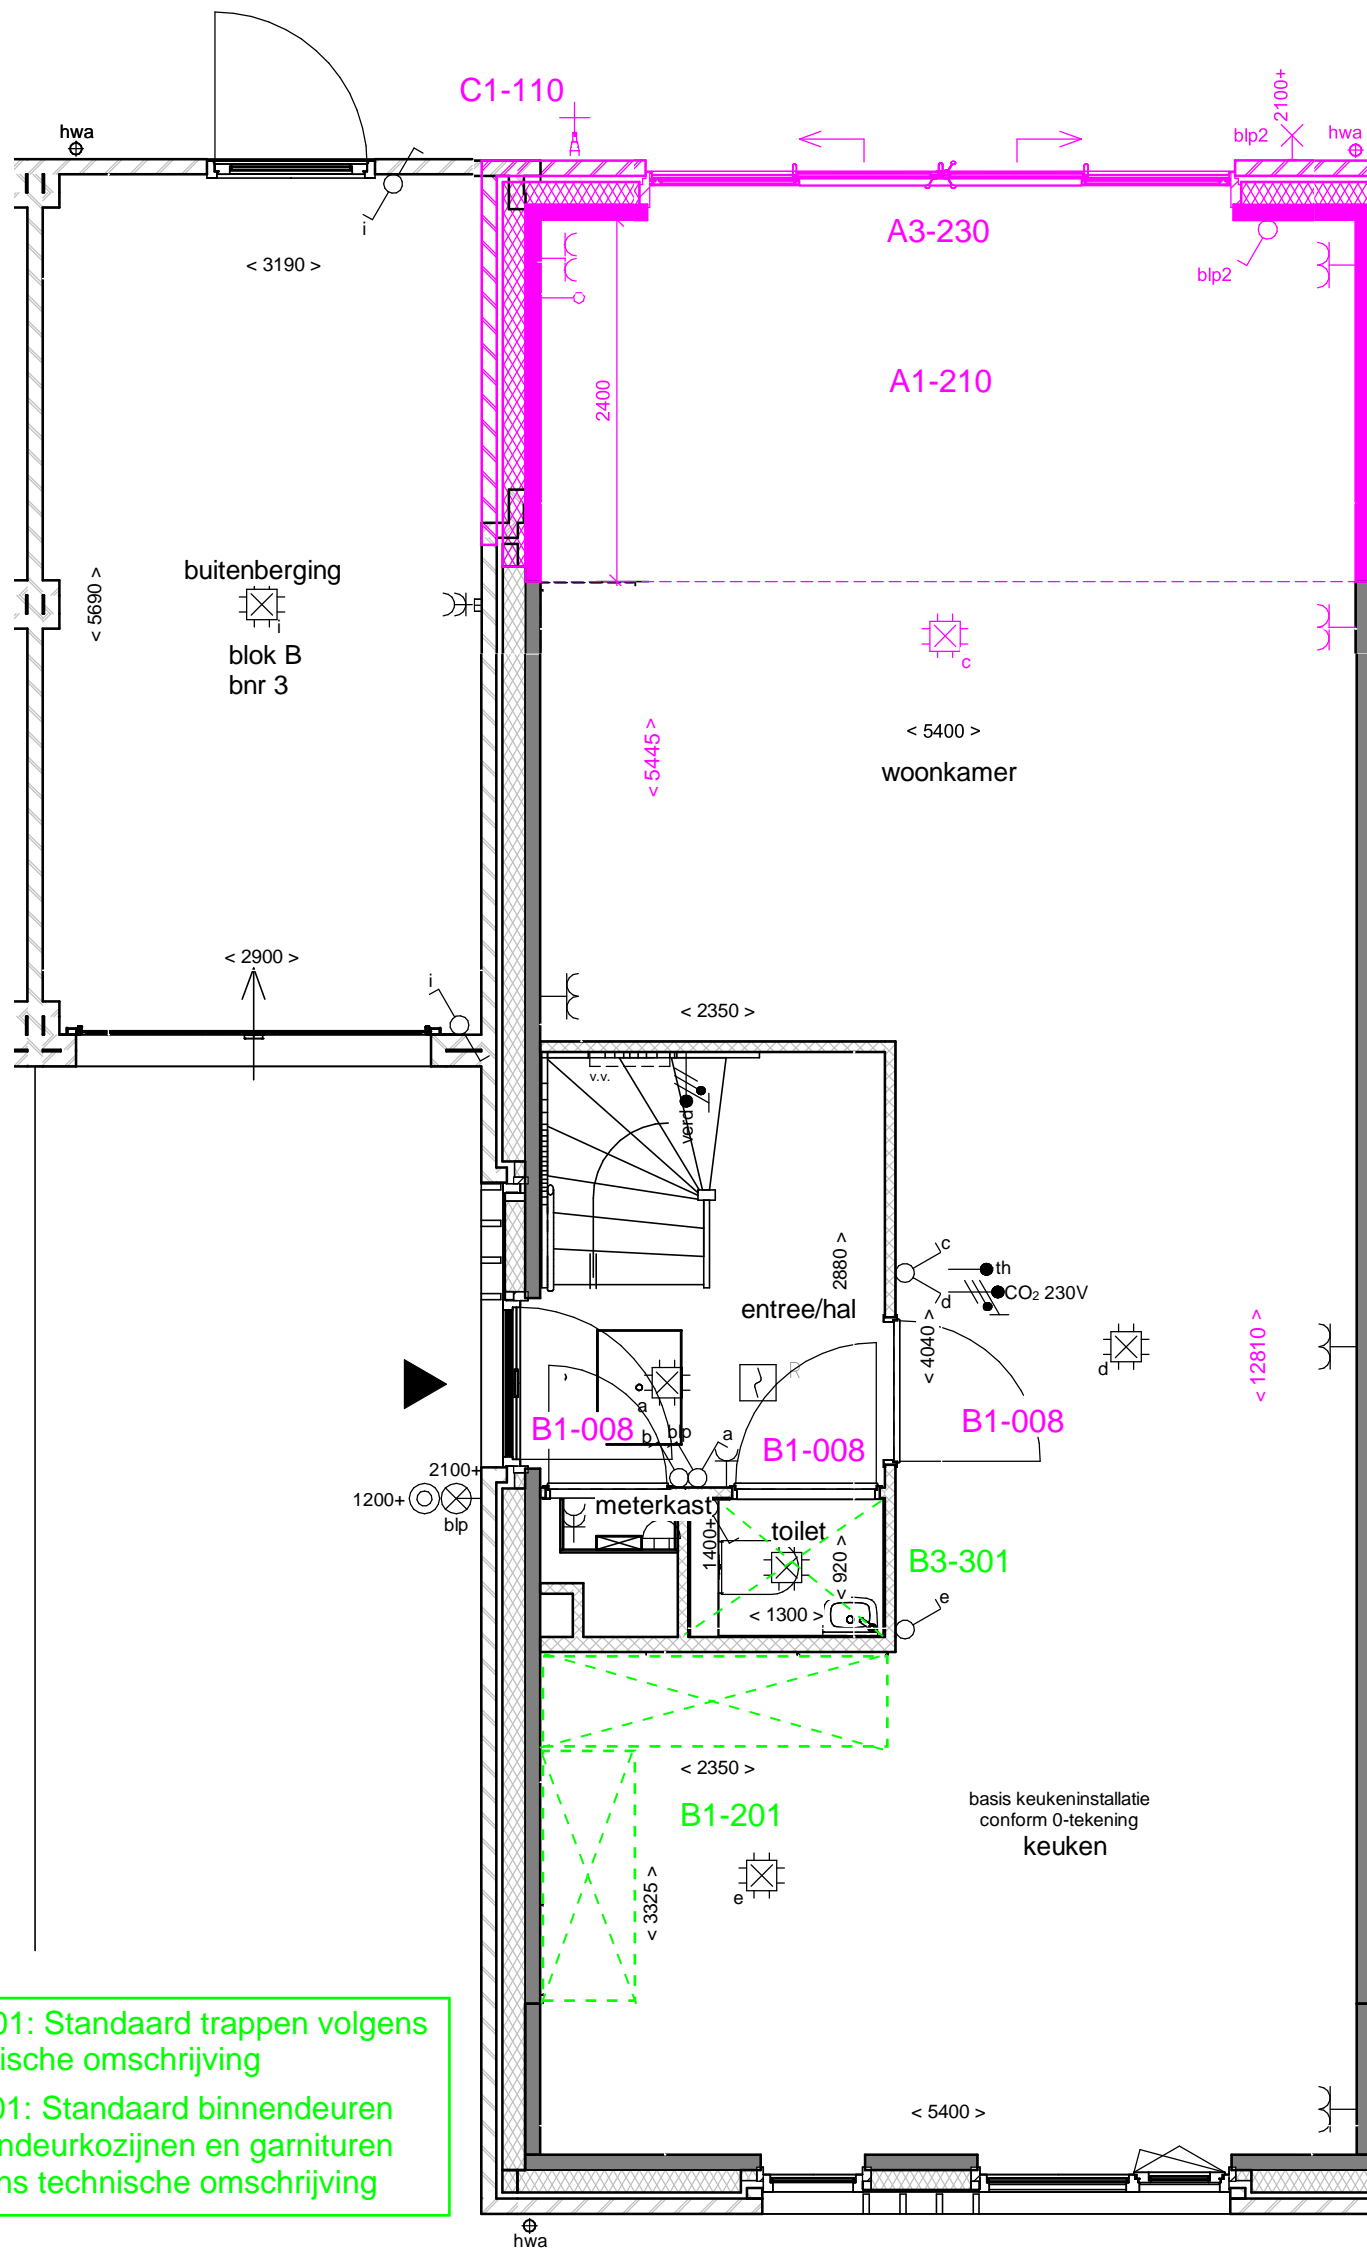 C1-110
2100+
hwa
blp2
hwa
i
A3-230
< 3190 >
blp2
A1-210
2400
buitenberging
i
< 5690 >
blok B
bnr 3
c
< 5445 >
< 5400 >
woonkamer
< 2900 >
i
< 2350 >
v.v.
verd
2880 >
c
th
d
CO₂ 230V
entree/hal
< 4040 >
< 12810 >
d
R
a
B1-008
b
blp
a
B1-008
B1-008
2100+
1200+
blp
meterkast
1400+
toilet
< 920 >
B3-301
< 1300 >
e
< 2350 >
B1-201
basis keukeninstallatie
conform 0-tekening
keuken
e
< 3325 >
01: Standaard trappen volgens
ische omschrijving
01: Standaard binnendeuren
ndeurkozijnen en garnituren
ns technische omschrijving
< 5400 >
hwa